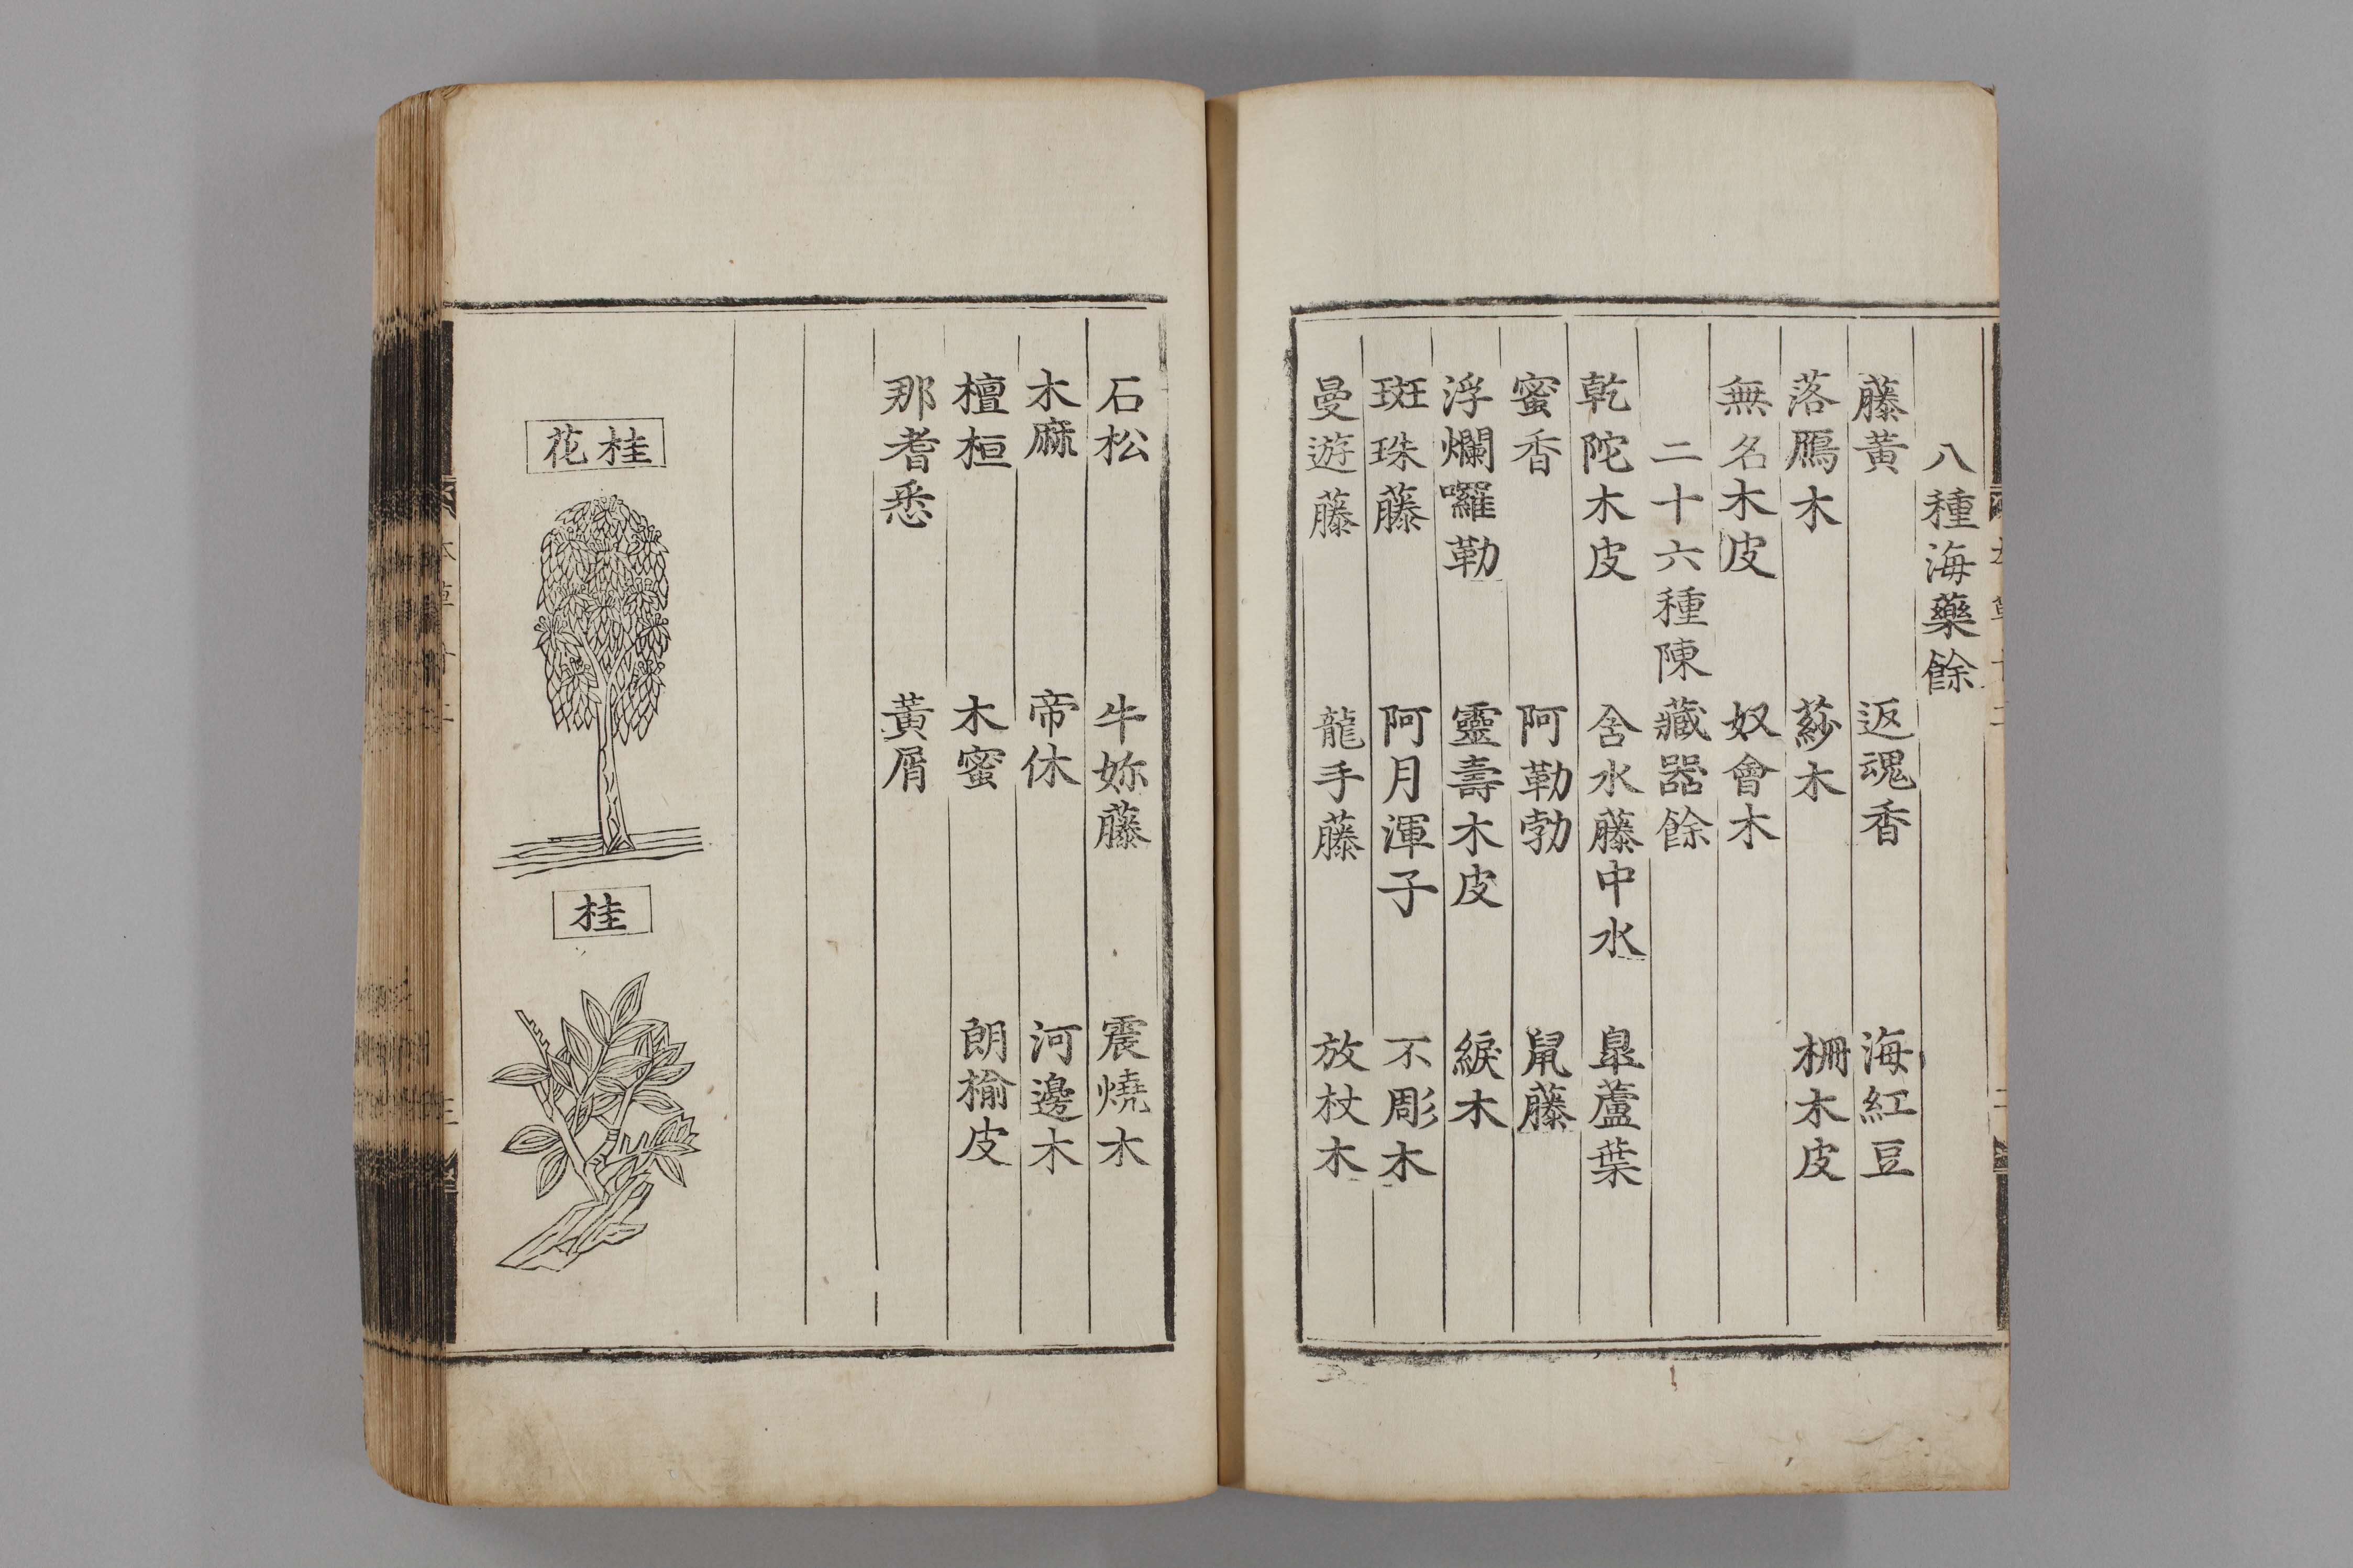 八種海藥餘
藤黃 返魂香 海紅豆
落鴈木 莎木 柵木皮
無名木皮 奴會木
二十六種陳藏器餘
乾陀木皮 含水藤中水 皐蘆葉
蜜香 阿勒勃 鼠藤
浮爛囉勒 靈壽木皮 綟木
斑珠藤 阿月渾子 不彫木
曼遊藤 龍手藤 放杖木
石松 牛妳藤 震燒木
木麻 帝休 河邊木
檀桓 木蜜 朗榆皮
那耆悉 黃屑
桂花
桂